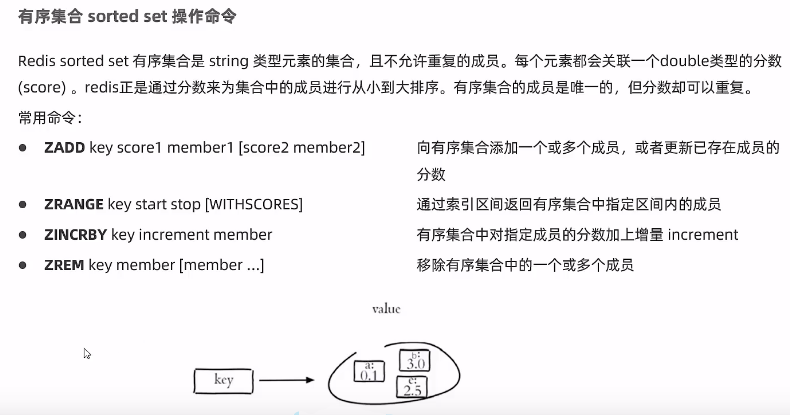 有序集合 sorted set 操作命令
Redis sorted set 有序集合是 string 类型元素的集合，且不允许重复的成员。每个元素都会关联一个double类型的分数
(score) 。redis正是通过分数来为集合中的成员进行从小到大排序。有序集合的成员是唯一的，但分数却可以重复。
常用命令：
● ZADD key score1 member1 [score2 member2] 向有序集合添加一个或多个成员，或者更新已存在成员的
分数
● ZRANGE key start stop [WITHSCORES] 通过索引区间返回有序集合中指定区间内的成员
● ZINCRBY key increment member 有序集合中对指定成员的分数加上增量 increment
● ZREM key member [member ...] 移除有序集合中的一个或多个成员
value
key
a:
0.1
b:
3.0
c:
2.5